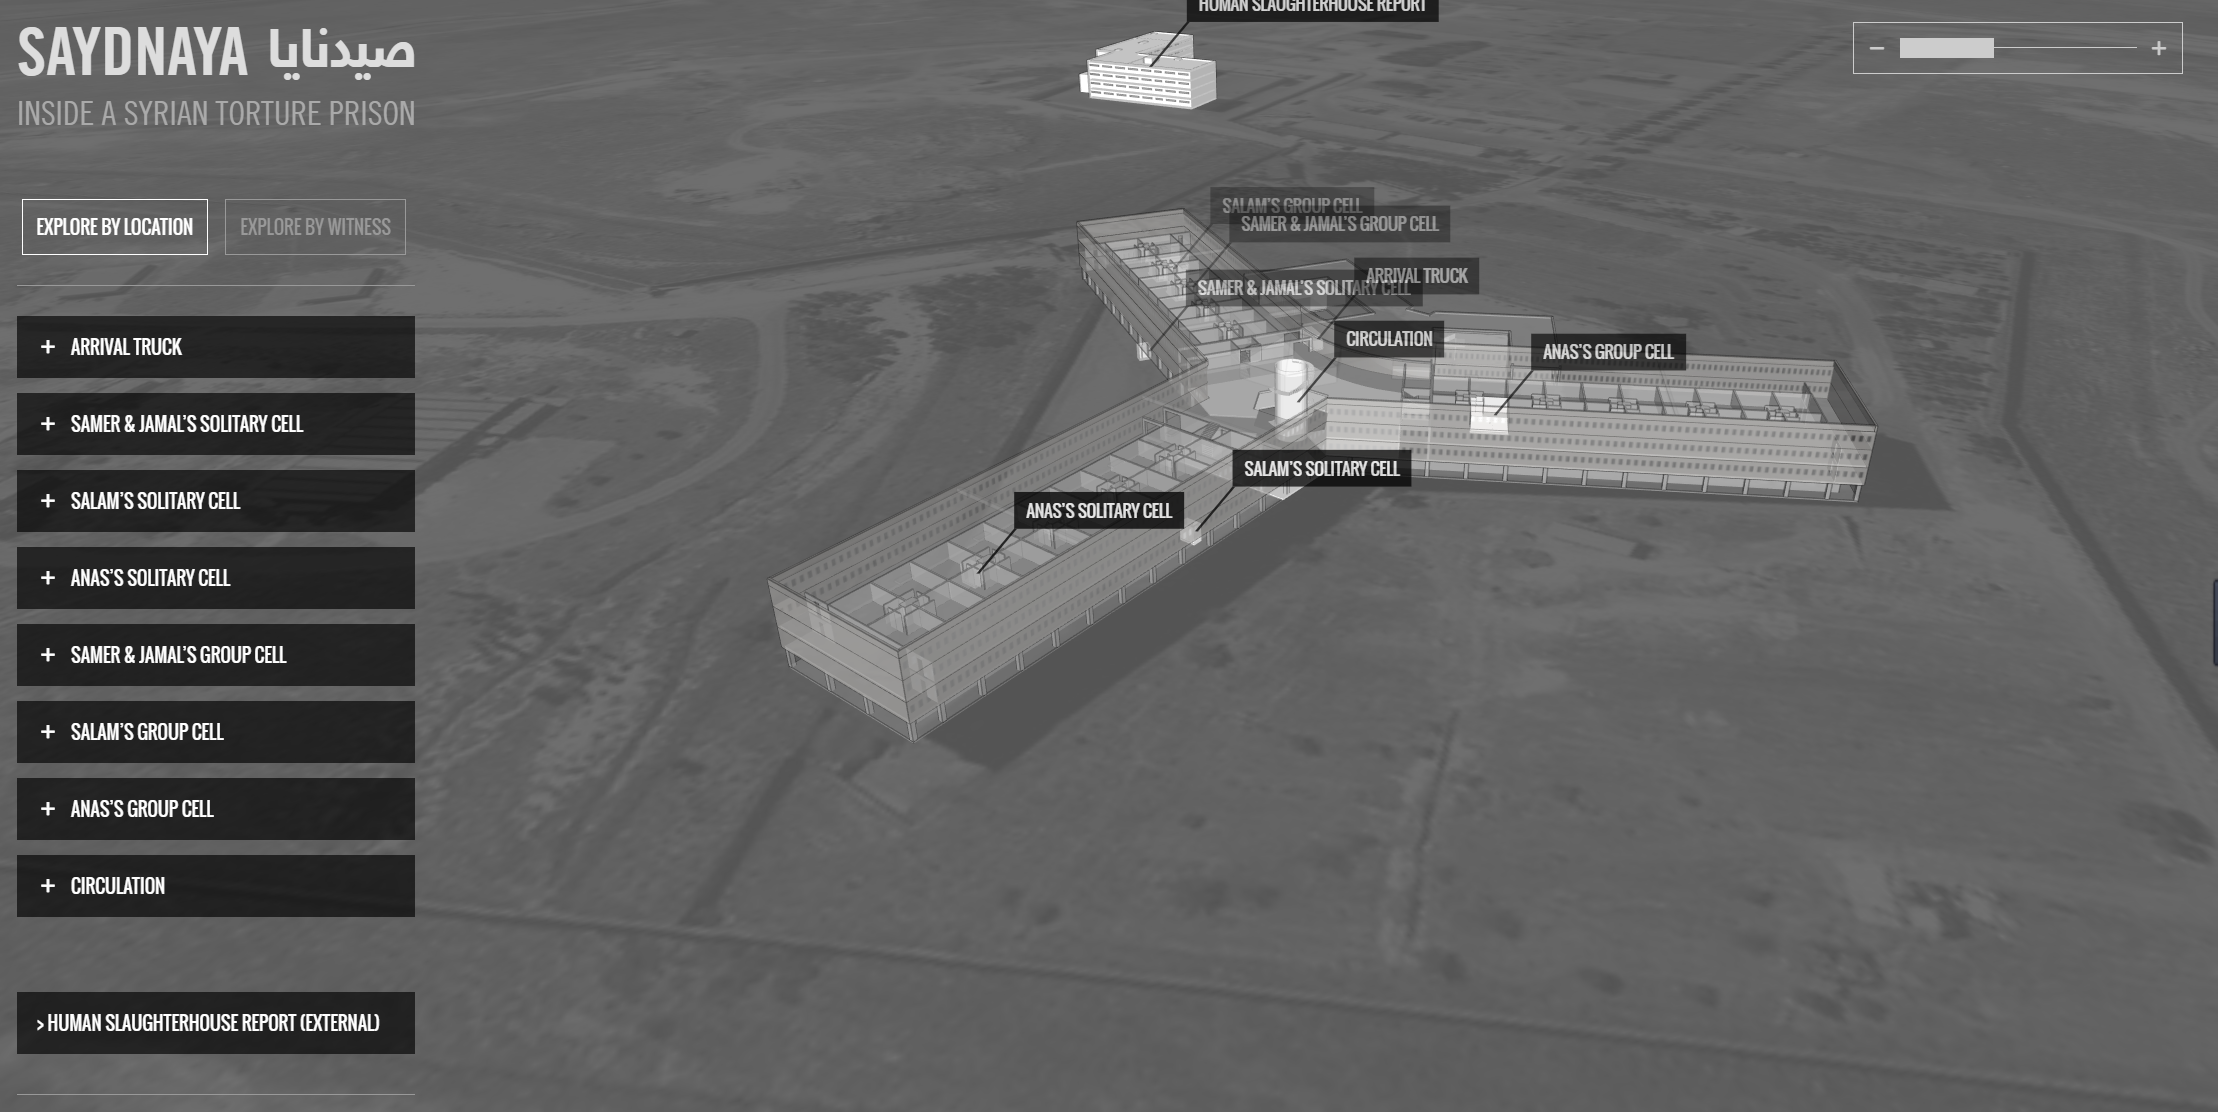 SAYDNAYA صيدنايا
INSIDE A SYRIAN TORTURE PRISON
EXPLORE BY LOCATION
EXPLORE BY WITNESS
+ ARRIVAL TRUCK
+ SAMER & JAMAL'S SOLITARY CELL
+ SALAM'S SOLITARY CELL
+ ANAS'S SOLITARY CELL
+ SAMER & JAMAL'S GROUP CELL
+ SALAM'S GROUP CELL
+ ANAS'S GROUP CELL
+ CIRCULATION
> HUMAN SLAUGHTERHOUSE REPORT (EXTERNAL)
HUMAN SLAUGHTERHOUSE REPORT
SALAM'S GROUP CELL
SAMER & JAMAL'S GROUP CELL
ARRIVAL TRUCK
SAMER & JAMAL'S SOLITARY CELL
CIRCULATION
ANAS'S GROUP CELL
SALAM'S SOLITARY CELL
ANAS'S SOLITARY CELL
− +